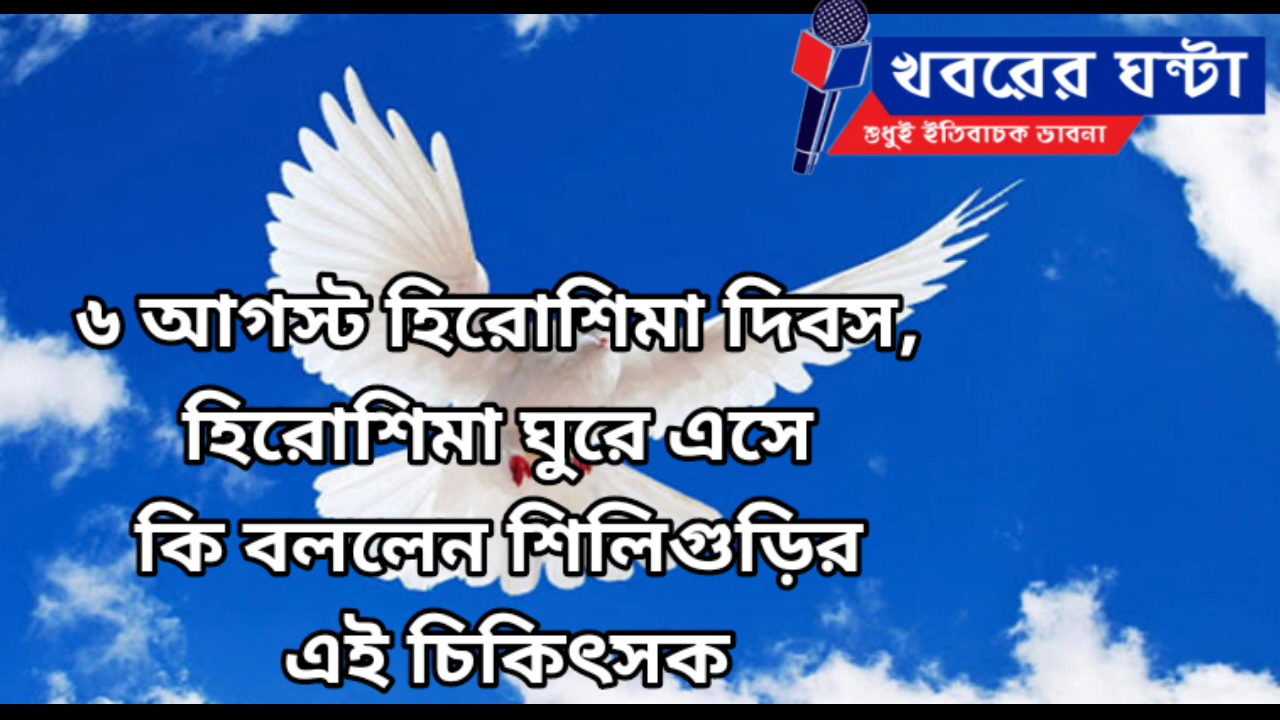 খবরের ঘন্টা
শুধুই ইতিবাচক ভাবনা
৬ আগস্ট হিরোশিমা দিবস,
হিরোশিমা ঘুরে এসে
কি বললেন শিলিগুড়ির
এই চিকিৎসক